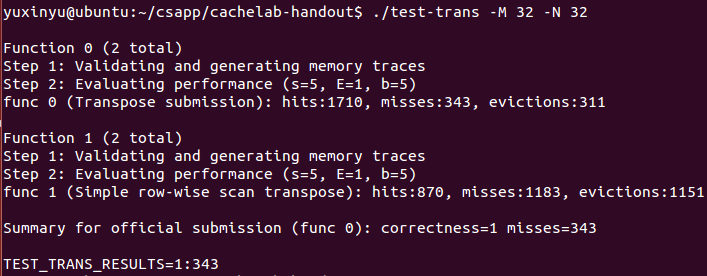 yuxinyu@ubuntu:~/csapp/cachelab-handout$ ./test-trans -M 32 -N 32
Function 0 (2 total)
Step 1: Validating and generating memory traces
Step 2: Evaluating performance (s=5, E=1, b=5)
func 0 (Transpose submission): hits:1710, misses:343, evictions:311
Function 1 (2 total)
Step 1: Validating and generating memory traces
Step 2: Evaluating performance (s=5, E=1, b=5)
func 1 (Simple row-wise scan transpose): hits:870, misses:1183, evictions:1151
Summary for official submission (func 0): correctness=1 misses=343
TEST_TRANS_RESULTS=1:343